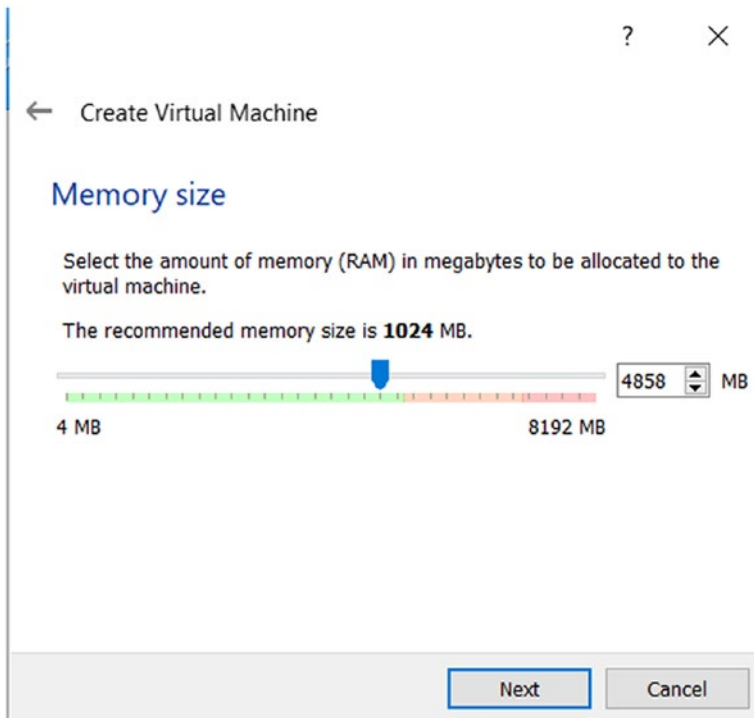 ?
Create Virtual Machine
Memory size
Select the amount of memory (RAM) in megabytes to be allocated to the
virtual machine.
The recommended memory size is 1024 MB.
4858 MB
4 MB 8192 MB
Next Cancel